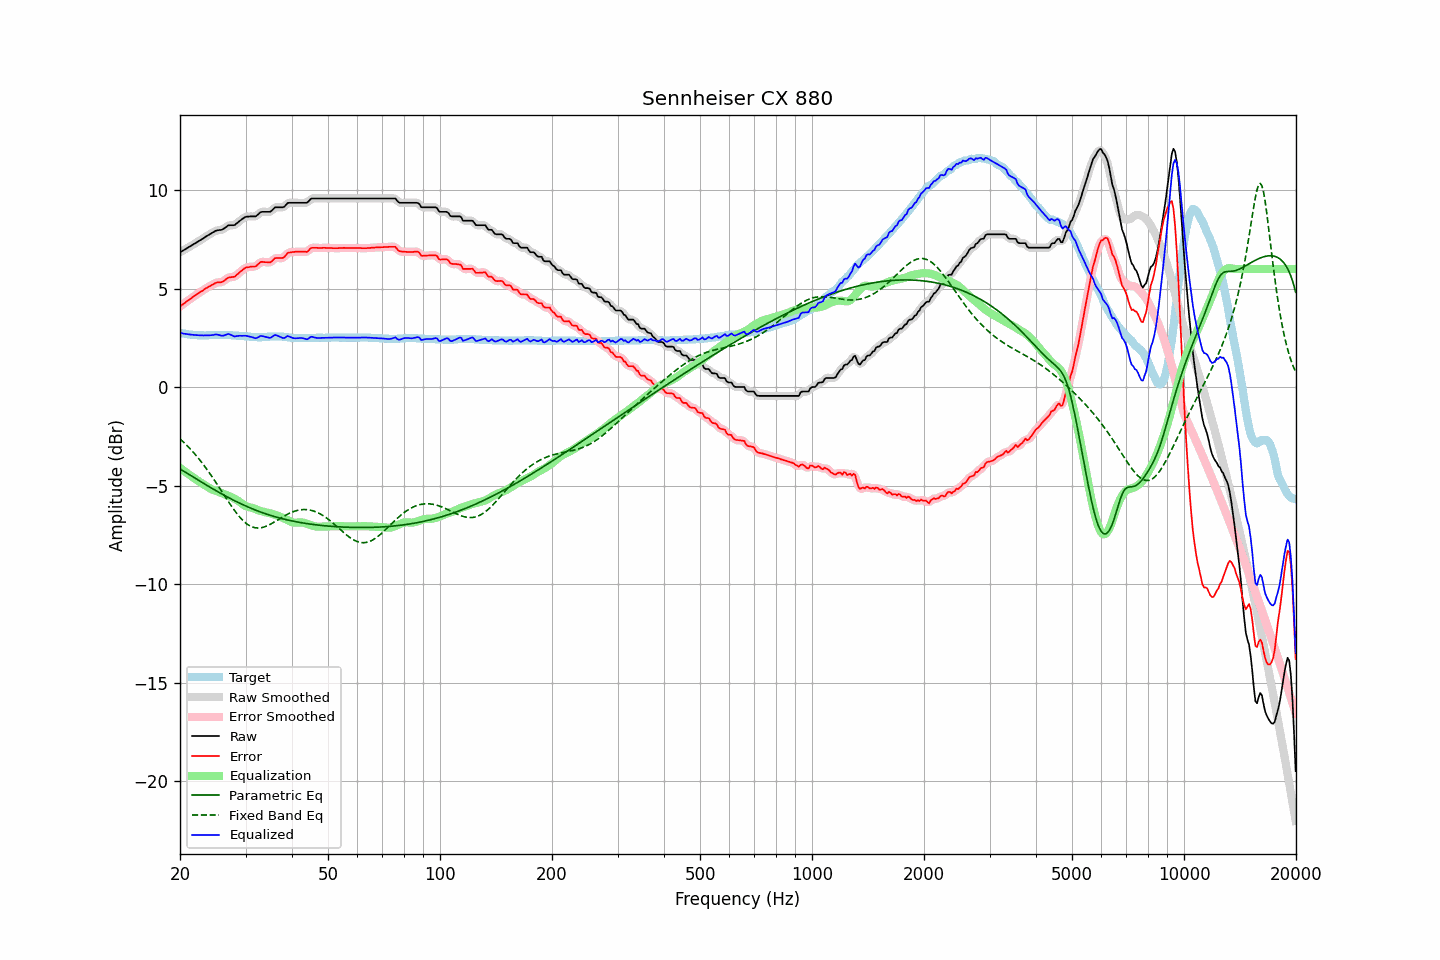 Sennheiser CX 880
Amplitude (dBr)
10
5
0
−5
−10
−15
−20
Target
Raw Smoothed
Error Smoothed
Raw
Error
Equalization
Parametric Eq
Fixed Band Eq
Equalized
20 50 100 200 500 1000 2000 5000 10000 20000
Frequency (Hz)